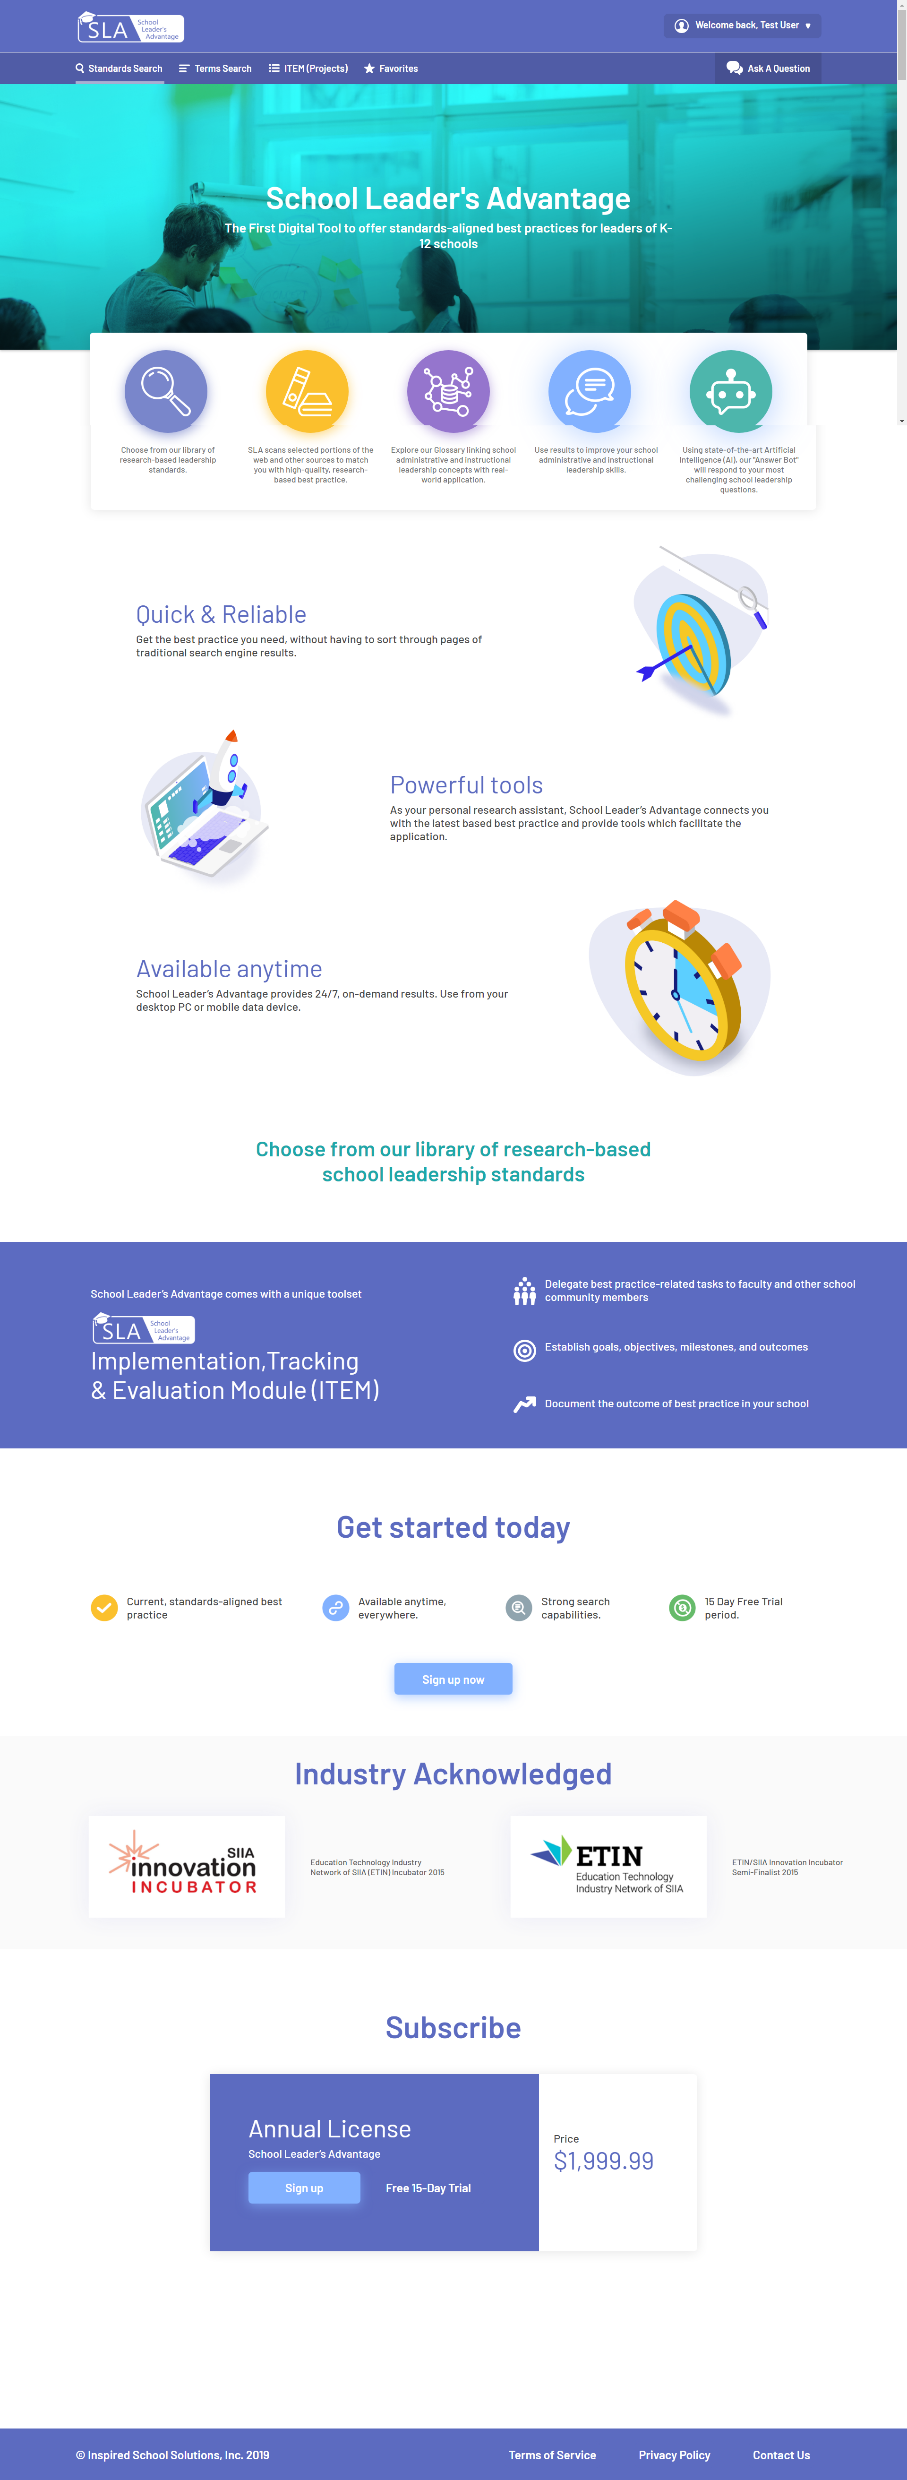 SLA School
Leader's
Advantage
Welcome back, Test User
Standards Search
Terms Search
ITEM (Projects)
Favorites
Ask A Question
School Leader's Advantage
The First Digital Tool to offer standards-aligned best practices for leaders of K-
12 schools
Choose from our library of
research-based leadership
standards.
SLA scans selected portions of the
web and other sources to match
you with high-quality, research-
based best practice.
Explore our Glossary linking school
administrative and instructional
leadership concepts with real-
world application.
Use results to improve your school
administrative and instructional
leadership skills.
Using state-of-the-art Artificial
Intelligence (AI), our "Answer Bot"
will respond to your most
challenging school leadership
questions.
Quick & Reliable
Get the best practice you need, without having to sort through pages of
traditional search engine results.
Powerful tools
As your personal research assistant, School Leader's Advantage connects you
with the latest based best practice and provide tools which facilitate the
application.
Available anytime
School Leader's Advantage provides 24/7, on-demand results. Use from your
desktop PC or mobile data device.
Choose from our library of research-based
school leadership standards
School Leader's Advantage comes with a unique toolset
SLA School
Leader's
Advantage
Implementation,Tracking
& Evaluation Module (ITEM)
Delegate best practice-related tasks to faculty and other school
community members
Establish goals, objectives, milestones, and outcomes
Document the outcome of best practice in your school
Get started today
Current, standards-aligned best
practice
Available anytime,
everywhere.
Strong search
capabilities.
15 Day Free Trial
period.
Sign up now
Industry Acknowledged
SIIA
innovation
INCUBATOR
Education Technology Industry
Network of SIIA (ETIN) Incubator 2015
ETIN
Education Technology
Industry Network of SIIA
ETIN/SIIA Innovation Incubator
Semi-Finalist 2015
Subscribe
Annual License
School Leader's Advantage
Sign up
Free 15-Day Trial
Price
$1,999.99
© Inspired School Solutions, Inc. 2019
Terms of Service
Privacy Policy
Contact Us